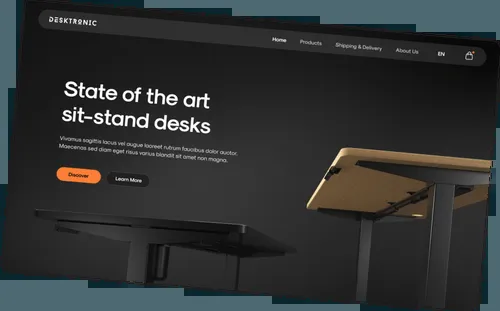 DESKTRONIC
Home Products Shipping & Delivery About Us EN
State of the art
sit-stand desks
Vivamus sagittis lacus vel augue laoreet rutrum faucibus dolor auctor.
Maecenas sed diam eget risus varius blandit sit amet non magna.
Discover Learn More